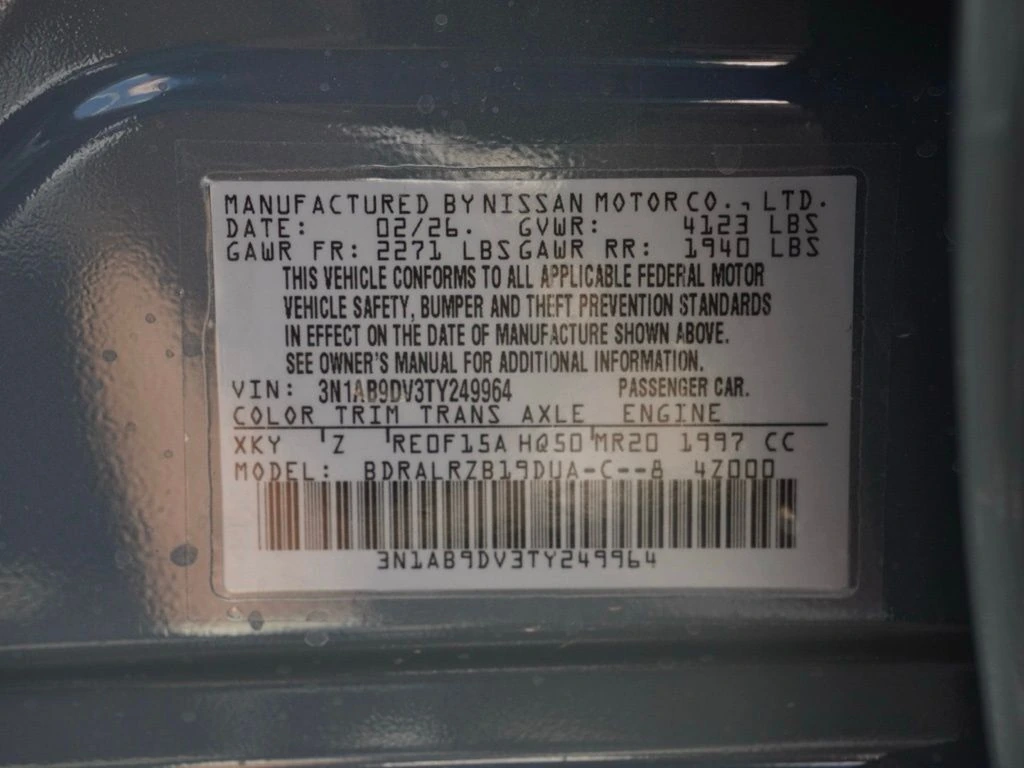 MANUFACTURED BY NISSAN MOTOR CO., LTD.
DATE: 02/26. GVWR: 4123 LBS
GAWR FR: 2271 LBS GAWR RR: 1940 LBS
THIS VEHICLE CONFORMS TO ALL APPLICABLE FEDERAL MOTOR
VEHICLE SAFETY, BUMPER AND THEFT PREVENTION STANDARDS
IN EFFECT ON THE DATE OF MANUFACTURE SHOWN ABOVE.
SEE OWNER'S MANUAL FOR ADDITIONAL INFORMATION.
VIN: 3N1AB9DV3TY249964 PASSENGER CAR.
COLOR TRIM TRANS AXLE ENGINE
XKY Z RE0F15A HQ50 MR20 1997 CC
MODEL: BDRALRZB19DUA-C--8 4Z000
3N1AB9DV3TY249964